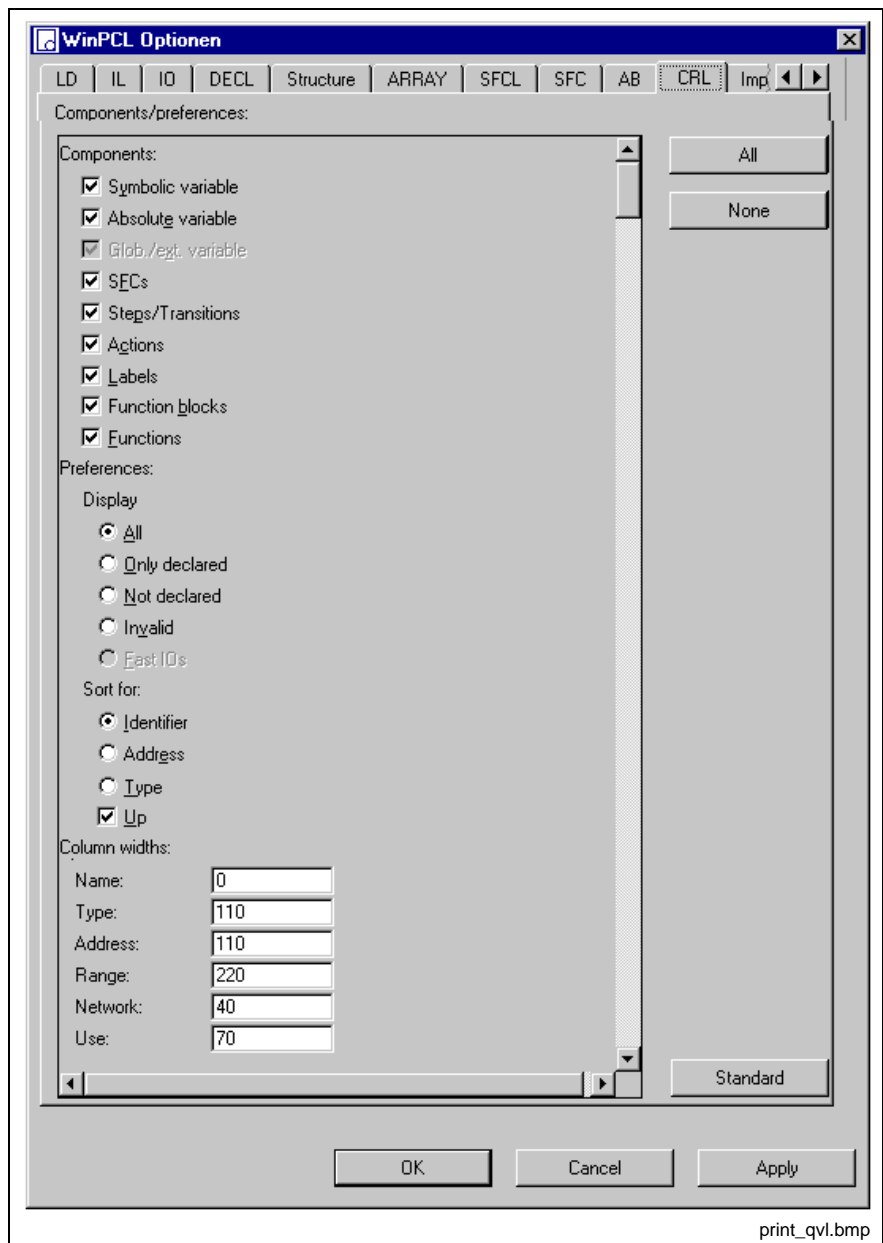 WinPCL Optionen
LD IL IO DECL Structure ARRAY SFCL SFC AB CRL Imp
Components/preferences:
Components:
All
Symbolic variable
Absolute variable
None
Glob./ext. variable
SFCs
Steps/Transitions
Actions
Labels
Function blocks
Functions
Preferences:
Display
All
Only declared
Not declared
Invalid
Fast IOs
Sort for:
Identifier
Address
Type
Up
Column widths:
Name: 0
Type: 110
Address: 110
Range: 220
Network: 40
Use: 70
Standard
OK Cancel Apply
print_qvl.bmp